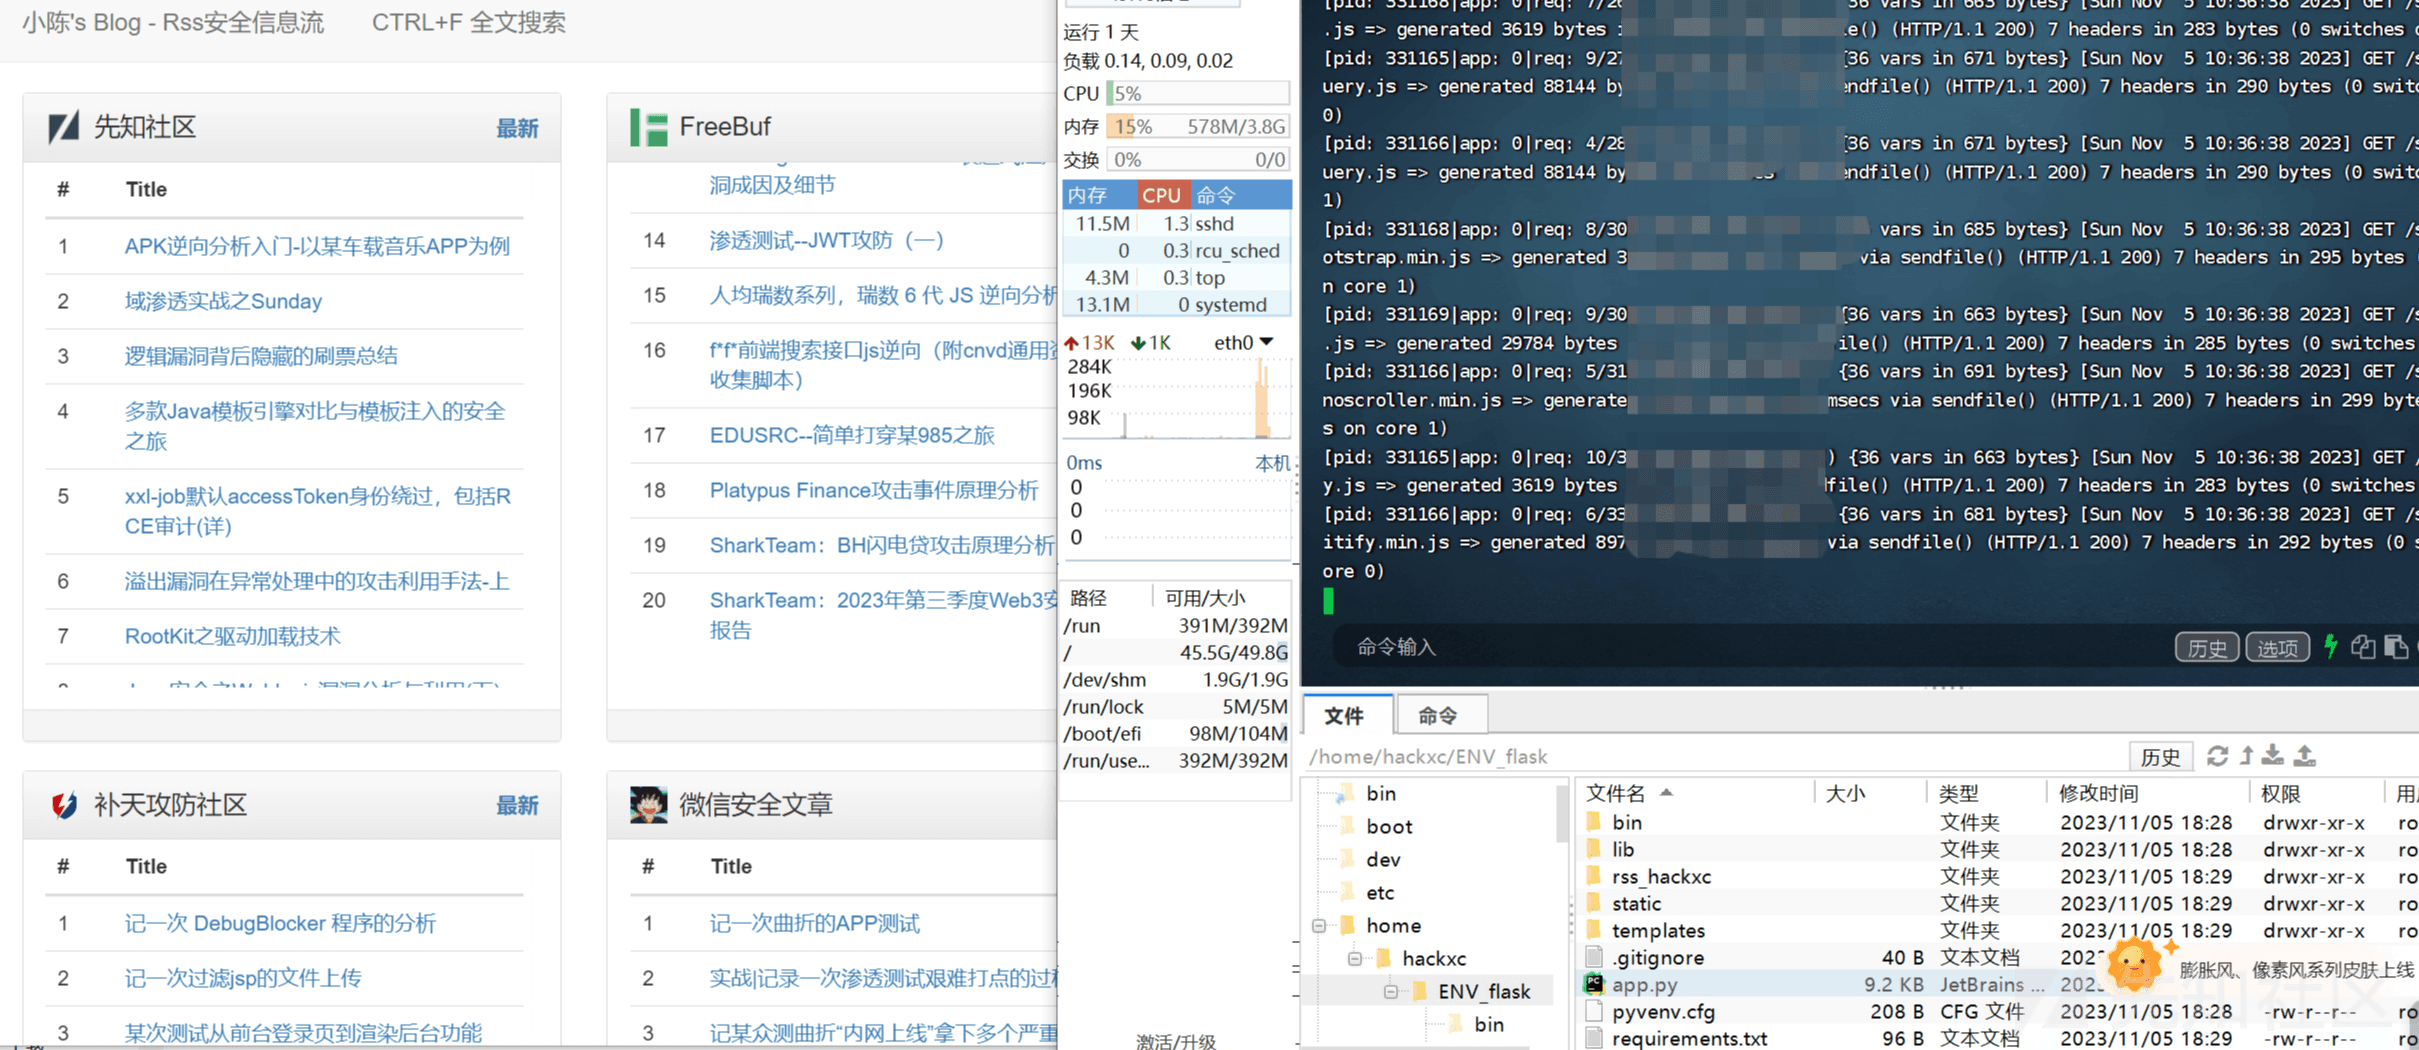 小陈's Blog - Rss安全信息流 CTRL+F 全文搜索
先知社区 最新
# Title
1 APK逆向分析入门-以某车载音乐APP为例
2 域渗透实战之Sunday
3 逻辑漏洞背后隐藏的刷票总结
4 多款Java模板引擎对比与模板注入的安全
之旅
5 xxl-job默认accessToken身份绕过，包括R
CE审计(详)
6 溢出漏洞在异常处理中的攻击利用手法-上
7 RootKit之驱动加载技术
FreeBuf
洞成因及细节
14 渗透测试--JWT攻防（一）
15 人均瑞数系列，瑞数 6 代 JS 逆向分析
16 f*f*前端搜索接口js逆向（附cnvd通用资
收集脚本）
17 EDUSRC--简单打穿某985之旅
18 Platypus Finance攻击事件原理分析
19 SharkTeam：BH闪电贷攻击原理分析
20 SharkTeam：2023年第三季度Web3安
报告
补天攻防社区 最新
# Title
1 记一次 DebugBlocker 程序的分析
2 记一次过滤jsp的文件上传
3 某次测试从前台登录页到渲染后台功能
微信安全文章
# Title
1 记一次曲折的APP测试
2 实战|记录一次渗透测试艰难打点的过程
3 记某众测曲折“内网上线”拿下多个严重
运行 1 天
负载 0.14, 0.09, 0.02
CPU 5%
内存 15% 578M/3.8G
交换 0% 0/0
内存 CPU 命令
11.5M 1.3 sshd
0 0.3 rcu_sched
4.3M 0.3 top
13.1M 0 systemd
13K 1K eth0
284K
196K
98K
0ms 本机
0
0
0
路径 可用/大小
/run 391M/392M
/ 45.5G/49.8G
/dev/shm 1.9G/1.9G
/run/lock 5M/5M
/boot/efi 98M/104M
/run/use... 392M/392M
激活/升级
[pid: 331168|app: 0|req: 7/2 {36 vars in 663 bytes} [Sun Nov 5 10:36:38 2023] GET /s
.js => generated 3619 bytes le() (HTTP/1.1 200) 7 headers in 283 bytes (0 switches
[pid: 331165|app: 0|req: 9/27 {36 vars in 671 bytes} [Sun Nov 5 10:36:38 2023] GET /s
uery.js => generated 88144 by endfile() (HTTP/1.1 200) 7 headers in 290 bytes (0 switc
0)
[pid: 331166|app: 0|req: 4/28 {36 vars in 671 bytes} [Sun Nov 5 10:36:38 2023] GET /s
uery.js => generated 88144 by endfile() (HTTP/1.1 200) 7 headers in 290 bytes (0 switc
1)
[pid: 331168|app: 0|req: 8/30 vars in 685 bytes} [Sun Nov 5 10:36:38 2023] GET /s
otstrap.min.js => generated 3 via sendfile() (HTTP/1.1 200) 7 headers in 295 bytes (
n core 1)
[pid: 331169|app: 0|req: 9/30 {36 vars in 663 bytes} [Sun Nov 5 10:36:38 2023] GET /s
.js => generated 29784 bytes ile() (HTTP/1.1 200) 7 headers in 285 bytes (0 switches
[pid: 331166|app: 0|req: 5/31 {36 vars in 691 bytes} [Sun Nov 5 10:36:38 2023] GET /s
noscroller.min.js => generate msecs via sendfile() (HTTP/1.1 200) 7 headers in 299 byte
s on core 1)
[pid: 331165|app: 0|req: 10/3 ) {36 vars in 663 bytes} [Sun Nov 5 10:36:38 2023] GET /
y.js => generated 3619 bytes file() (HTTP/1.1 200) 7 headers in 283 bytes (0 switches
[pid: 331166|app: 0|req: 6/33 {36 vars in 681 bytes} [Sun Nov 5 10:36:38 2023] GET /s
itify.min.js => generated 897 via sendfile() (HTTP/1.1 200) 7 headers in 292 bytes (0 s
ore 0)
命令输入 历史 选项
文件 命令
/home/hackxc/ENV_flask 历史
bin
boot
dev
etc
home
hackxc
ENV_flask
bin
文件名 大小 类型 修改时间 权限 用
bin 文件夹 2023/11/05 18:28 drwxr-xr-x ro
lib 文件夹 2023/11/05 18:28 drwxr-xr-x ro
rss_hackxc 文件夹 2023/11/05 18:29 drwxr-xr-x ro
static 文件夹 2023/11/05 18:29 drwxr-xr-x ro
templates 文件夹 2023/11/05 18:29 drwxr-xr-x ro
.gitignore 40 B 文本文档 202
app.py 9.2 KB JetBrains ... 202
膨胀风、像素风系列皮肤上线
pyvenv.cfg 208 B CFG 文件 2023/11/05 18:28 -rw-r--r-- ro
requirements.txt 96 B 文本文档 2023/11/05 18:29 -rw-r--r-- ro